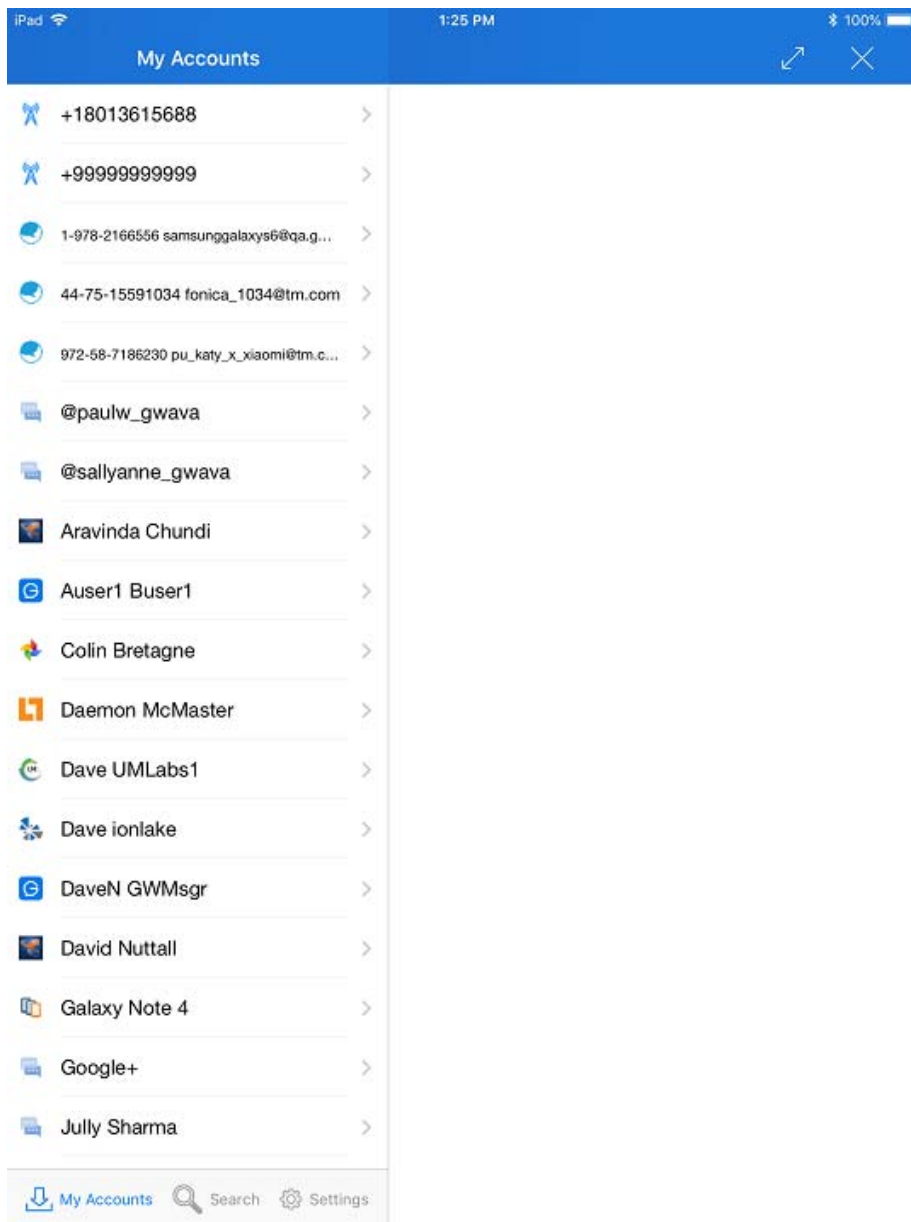 iPad 1:25 PM 100%
My Accounts
+18013615688
+99999999999
1-978-2166556 samsunggalaxys6@qa.g...
44-75-15591034 fonica_1034@tm.com
972-58-7186230 pu_katy_x_xiaomi@tm.c...
@paulw_gwava
@sallyanne_gwava
Aravinda Chundi
Auser1 Buser1
Colin Bretagne
Daemon McMaster
Dave UMLabs1
Dave ionlake
DaveN GWMsgr
David Nuttall
Galaxy Note 4
Google+
Jully Sharma
My Accounts Search Settings